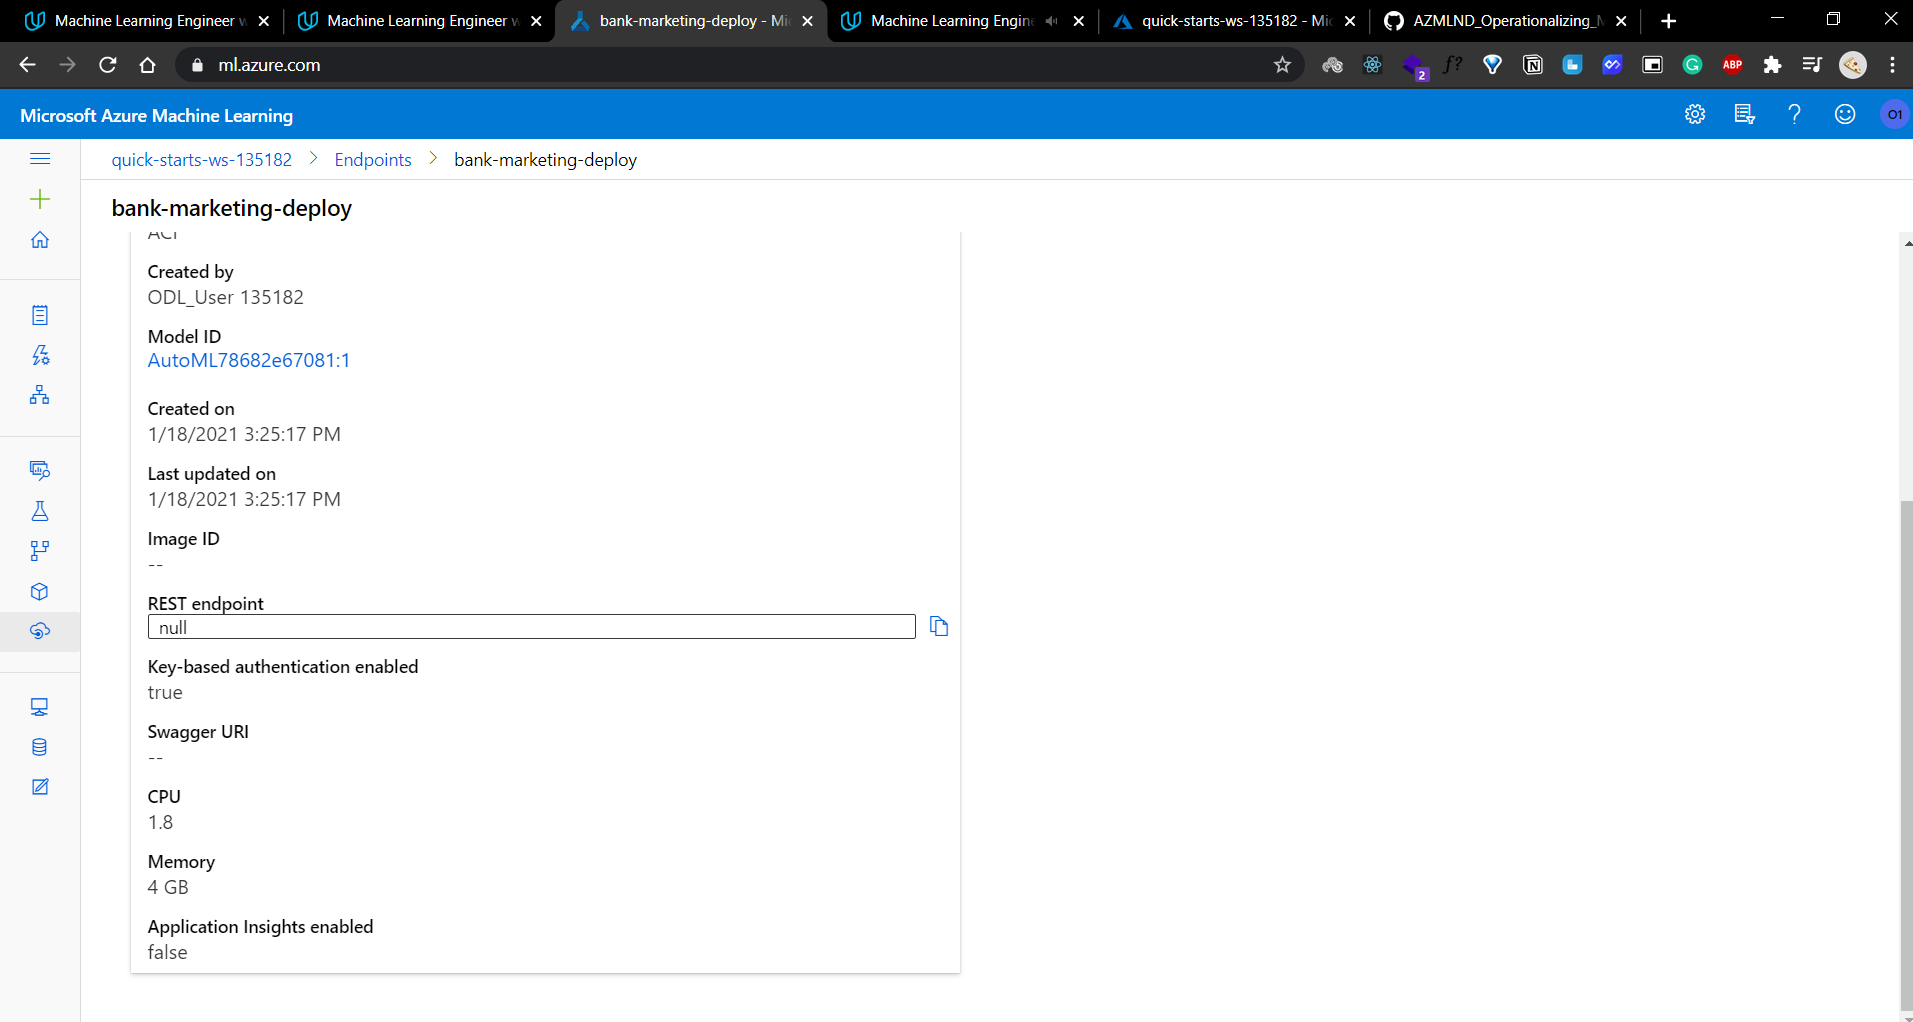 Machine Learning Engineer w
Machine Learning Engineer w
bank-marketing-deploy - Mic
Machine Learning Engine
quick-starts-ws-135182 - Mic
AZMLND_Operationalizing_M
ml.azure.com
2
f?
ABP
Microsoft Azure Machine Learning
O1
quick-starts-ws-135182 > Endpoints > bank-marketing-deploy
bank-marketing-deploy
ACI
Created by
ODL_User 135182
Model ID
AutoML78682e67081:1
Created on
1/18/2021 3:25:17 PM
Last updated on
1/18/2021 3:25:17 PM
Image ID
--
REST endpoint
null
Key-based authentication enabled
true
Swagger URI
--
CPU
1.8
Memory
4 GB
Application Insights enabled
false